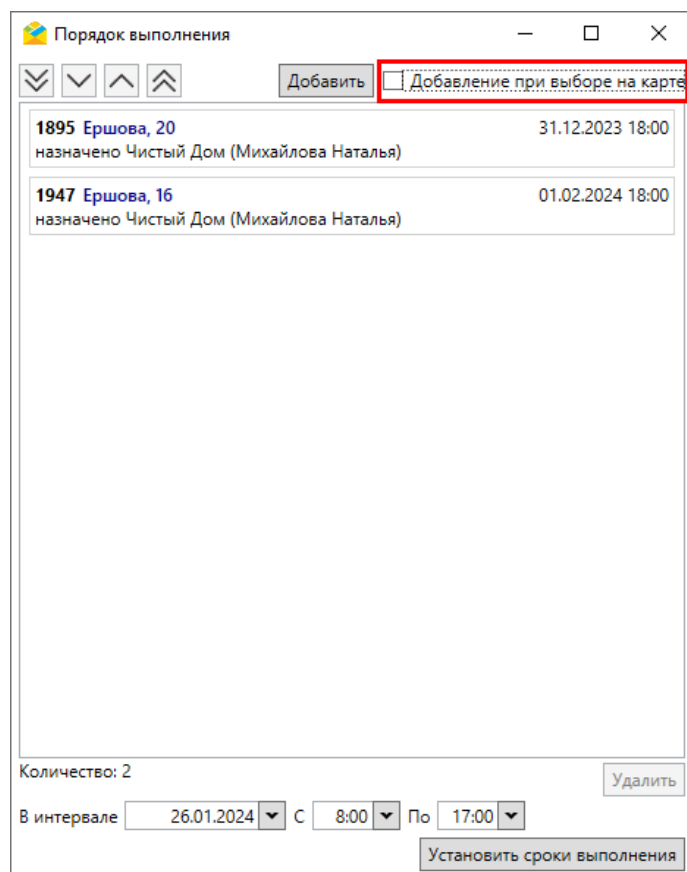 Порядок выполнения
Добавить Добавление при выборе на карте
1895 Ершова, 20 31.12.2023 18:00
назначено Чистый Дом (Михайлова Наталья)
1947 Ершова, 16 01.02.2024 18:00
назначено Чистый Дом (Михайлова Наталья)
Количество: 2
Удалить
В интервале 26.01.2024 С 8:00 По 17:00
Установить сроки выполнения